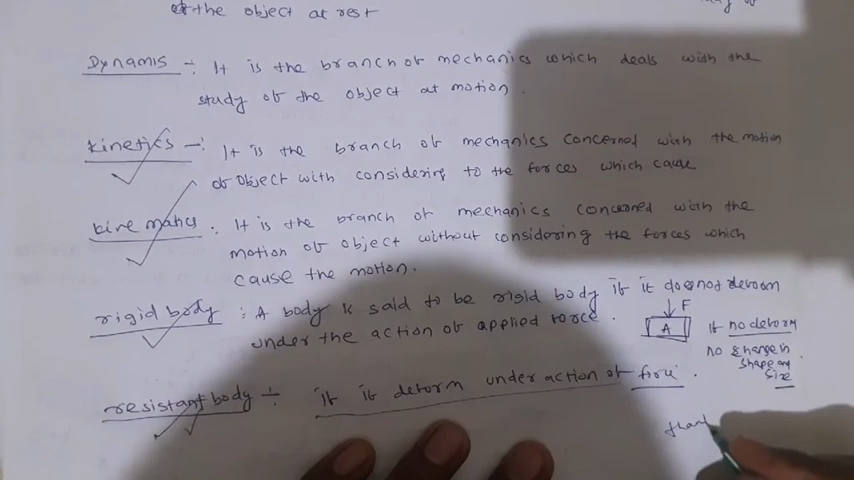 of the object at rest
Dynamis :- It is the branch of mechanics which deals with the
study of the object at motion.
kinetics -: It is the branch of mechanics concerned with the motion
of object with considering to the forces which cause
kinematics : It is the branch of mechanics concerned with the
motion of object without considering the forces which
cause the motion.
rigid body : A body is said to be rigid body if it does not deform
under the action of applied force.
F
A
If no deform
no change in
shape and
size
resistant body :- if it deform under action of
thank